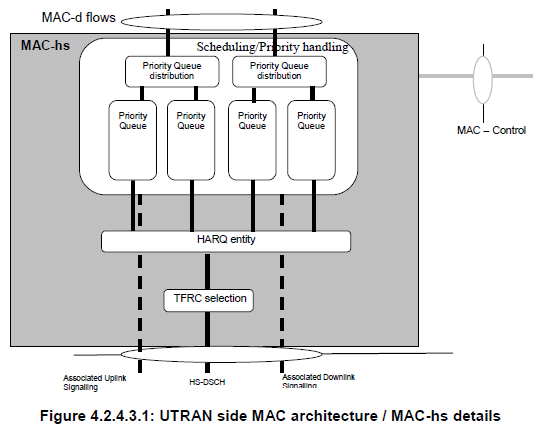 MAC-d flows
MAC-hs
Scheduling/Priority handling
Priority Queue
distribution
Priority Queue
distribution
Priority
Queue
Priority
Queue
Priority
Queue
Priority
Queue
MAC – Control
HARQ entity
TFRC selection
Associated Uplink
Signalling
HS-DSCH
Associated Downlink
Signalling
Figure 4.2.4.3.1: UTRAN side MAC architecture / MAC-hs details